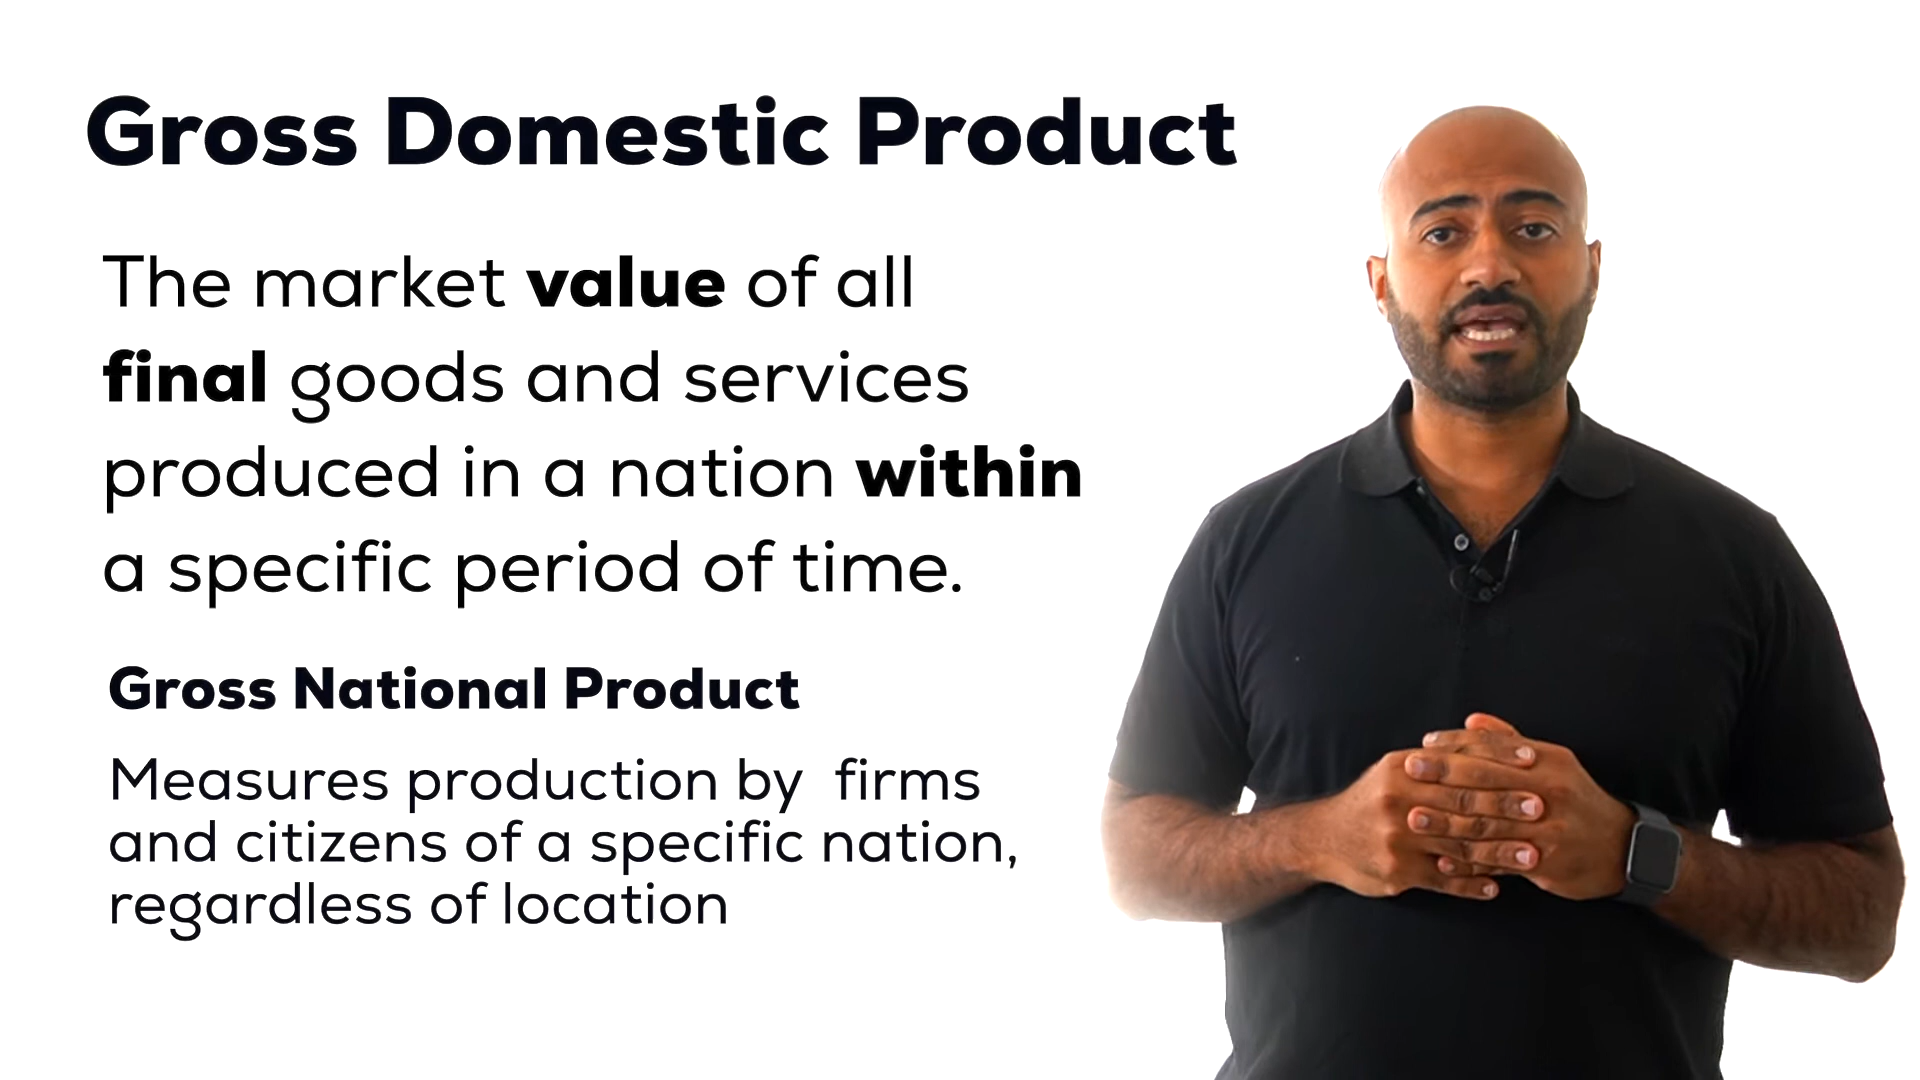 Gross Domestic Product
The market value of all
final goods and services
produced in a nation within
a specific period of time.
Gross National Product
Measures production by  firms
and citizens of a specific nation,
regardless of location